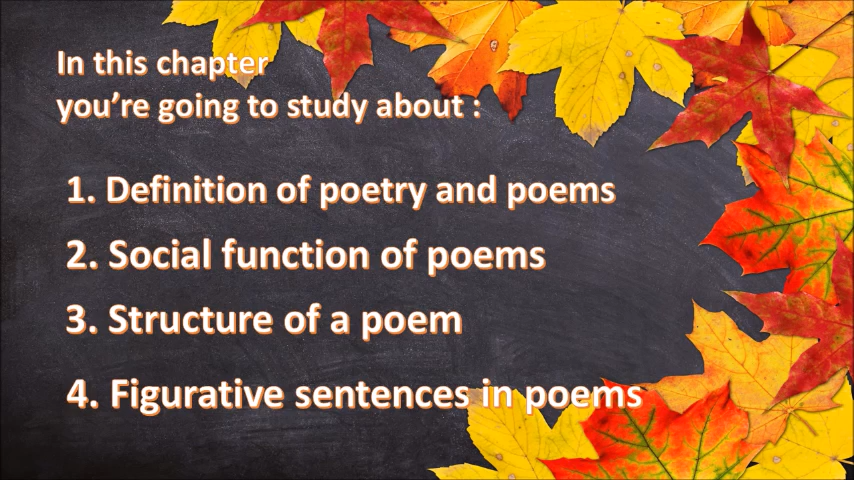 In this chapter
you’re going to study about :
1. Definition of poetry and poems
2. Social function of poems
3. Structure of a poem
4. Figurative sentences in poems